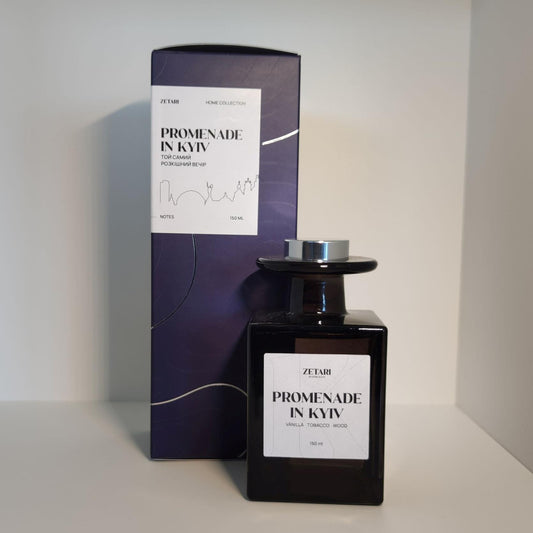 ZETARI
HOME COLLECTION
PROMENADE
IN KYIV
ТОЙ САМИЙ
РОЗКІШНИЙ ВЕЧІР
NOTES
150 ML
ZETARI
PROMENADE
IN KYIV
VANILLA · TOBACCO · WOOD
150 ml